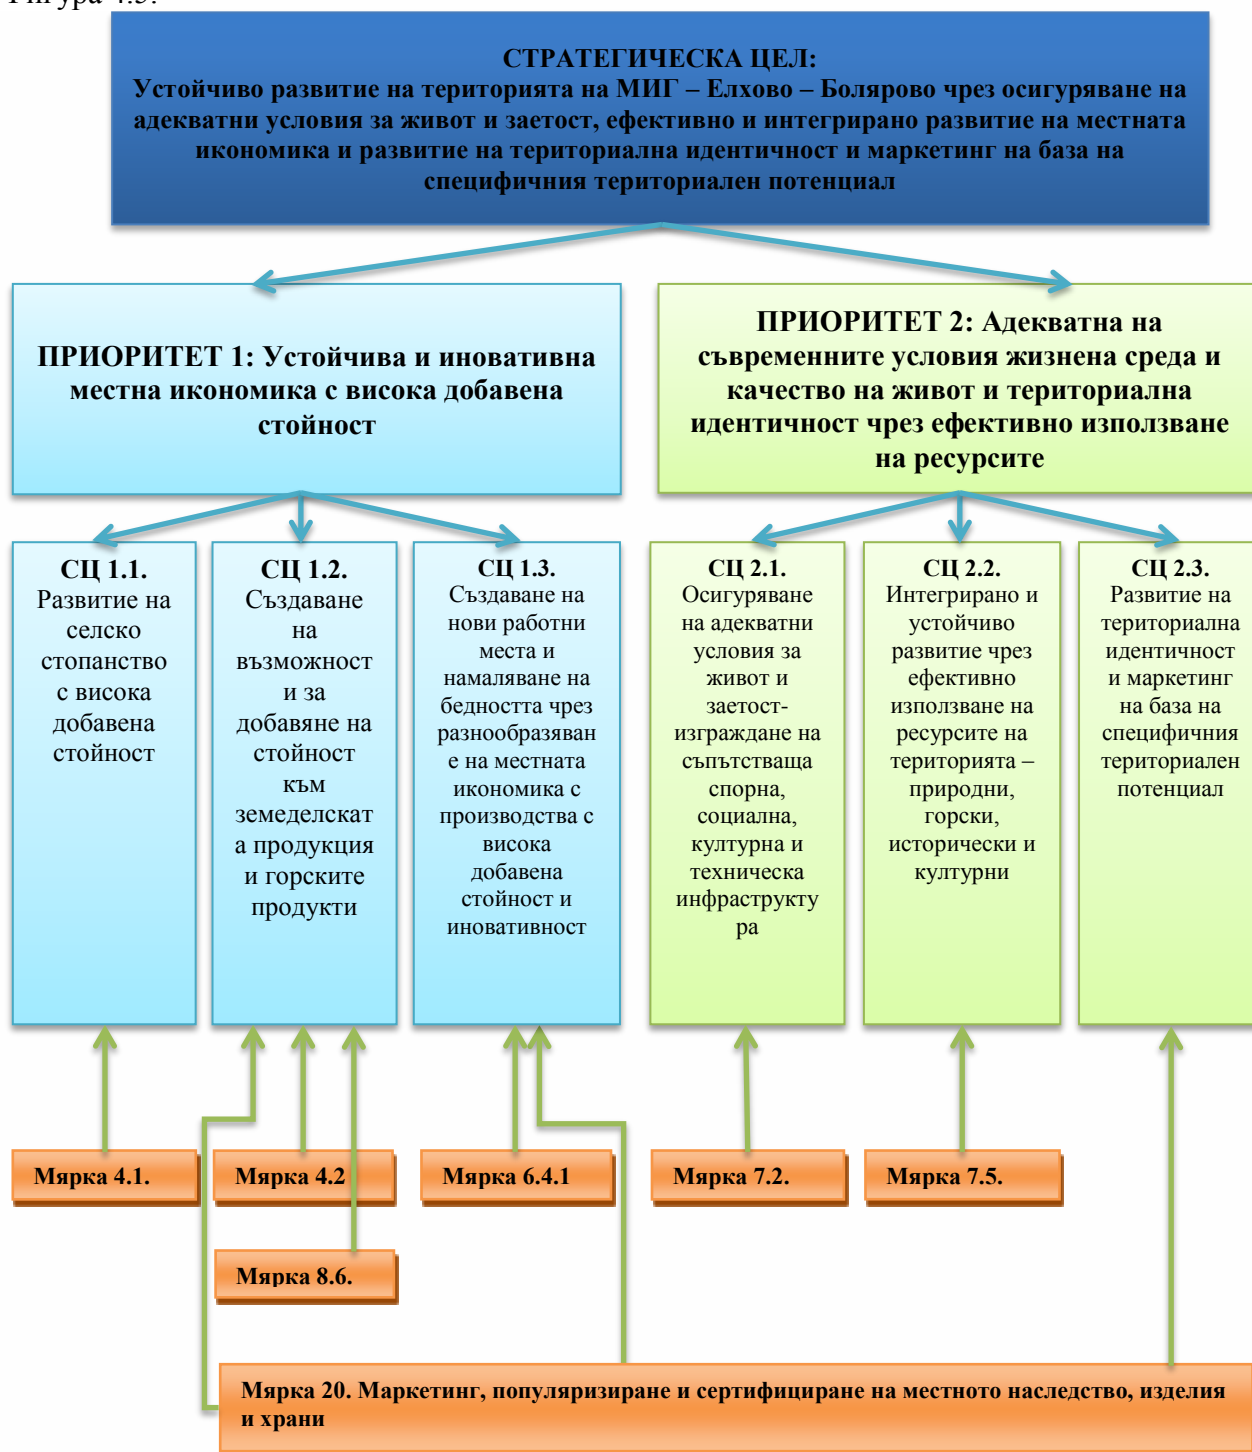 Фигура 4.3.
СТРАТЕГИЧЕСКА ЦЕЛ:
Устойчиво развитие на територията на МИГ – Елхово – Болярово чрез осигуряване на
адекватни условия за живот и заетост, ефективно и интегрирано развитие на местната
икономика и развитие на териториална идентичност и маркетинг на база на
специфичния териториален потенциал
ПРИОРИТЕТ 1: Устойчива и иновативна
местна икономика с висока добавена
стойност
ПРИОРИТЕТ 2: Адекватна на
съвременните условия жизнена среда и
качество на живот и териториална
идентичност чрез ефективно използване
на ресурсите
СЦ 1.1.
Развитие на
селско
стопанство
с висока
добавена
стойност
СЦ 1.2.
Създаване
на
възможност
и за
добавяне на
стойност
към
земеделскат
а продукция
и горските
продукти
СЦ 1.3.
Създаване на
нови работни
места и
намаляване на
бедността чрез
разнообразяван
е на местната
икономика с
производства с
висока
добавена
стойност и
иновативност
СЦ 2.1.
Осигуряване
на адекватни
условия за
живот и
заетост-
изграждане на
съпътстваща
спорна,
социална,
културна и
техническа
инфраструкту
ра
СЦ 2.2.
Интегрирано и
устойчиво
развитие чрез
ефективно
използване на
ресурсите на
територията –
природни,
горски,
исторически и
културни
СЦ 2.3.
Развитие на
териториална
идентичност
и маркетинг
на база на
специфичния
териториален
потенциал
Мярка 4.1.
Мярка 4.2
Мярка 6.4.1
Мярка 7.2.
Мярка 7.5.
Мярка 8.6.
Мярка 20. Маркетинг, популяризиране и сертифициране на местното наследство, изделия
и храни